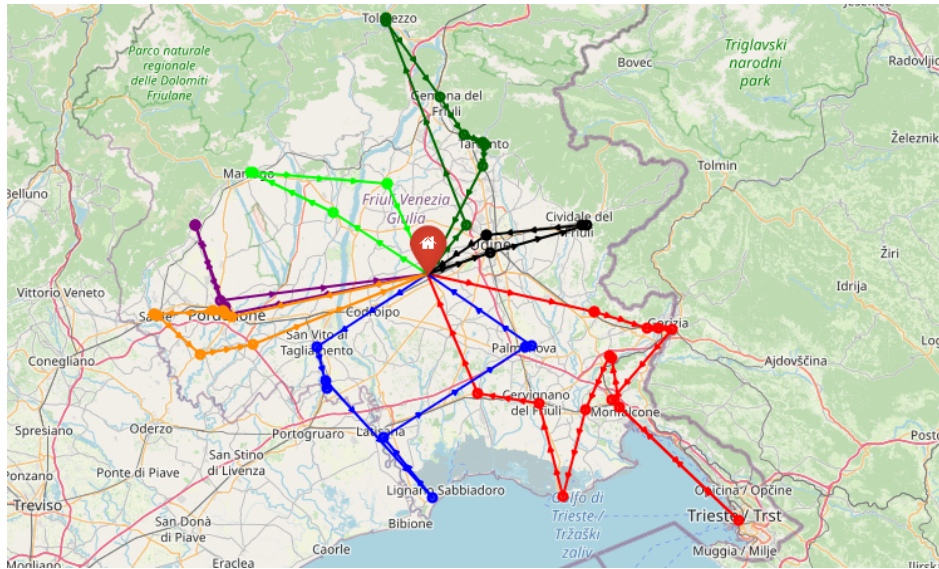 Tolmezzo
Parco naturale
regionale
delle Dolomiti
Friulane
Triglavski
narodni
park
Bovec
Radovljic
Gemona del
Friuli
Tarcento
Železnik
Tolmin
Maniago
Belluno
Friuli Venezia
Giulia
Cividale del
Friuli
Udine
Žiri
Idrija
Vittorio Veneto
Sacile
Pordenone
Codroipo
Gorizia
San Vito al
Tagliamento
Palmanova
Conegliano
Ajdovščina
Log
Cervignano
del Friuli
Monfalcone
Spresiano
Oderzo
Portogruaro
Latisana
Posto
San Stino
di Livenza
Ponzano
Ponte di Piave
Lignano Sabbiadoro
Golfo di
Trieste /
Tržaški
zaliv
Opicina / Opčine
Treviso
Bibione
Trieste / Trst
San Donà
di Piave
Caorle
Muggia / Milje
Mogliano
Eraclea
Ilirsk